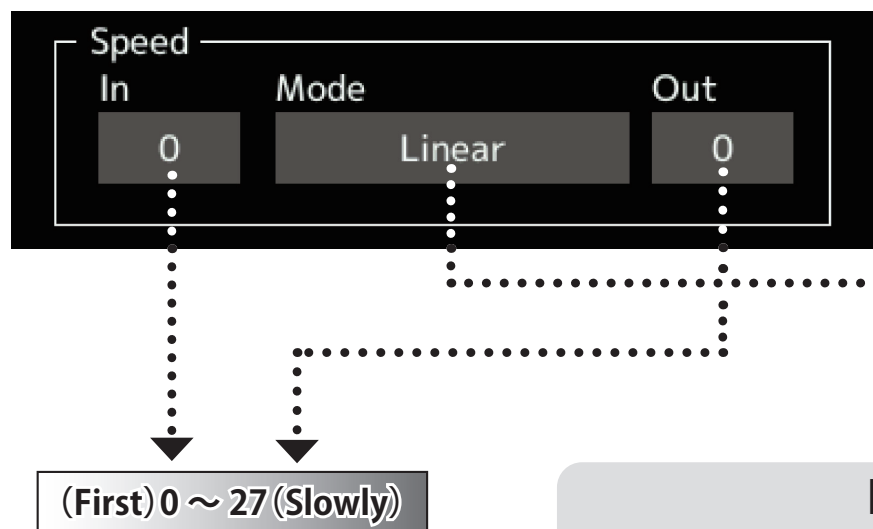 Speed
In Mode Out
0 Linear 0
(First) 0 ～ 27 (Slowly)